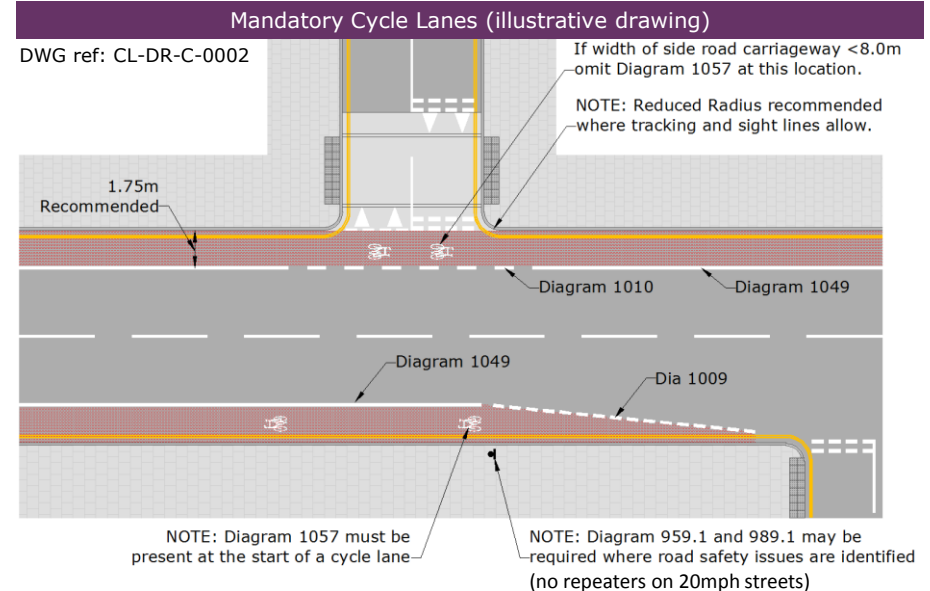 Mandatory Cycle Lanes (illustrative drawing)
DWG ref: CL-DR-C-0002
If width of side road carriageway <8.0m
omit Diagram 1057 at this location.
NOTE: Reduced Radius recommended
where tracking and sight lines allow.
1.75m
Recommended
Diagram 1010
Diagram 1049
Diagram 1049
Dia 1009
NOTE: Diagram 1057 must be
present at the start of a cycle lane
NOTE: Diagram 959.1 and 989.1 may be
required where road safety issues are identified
(no repeaters on 20mph streets)